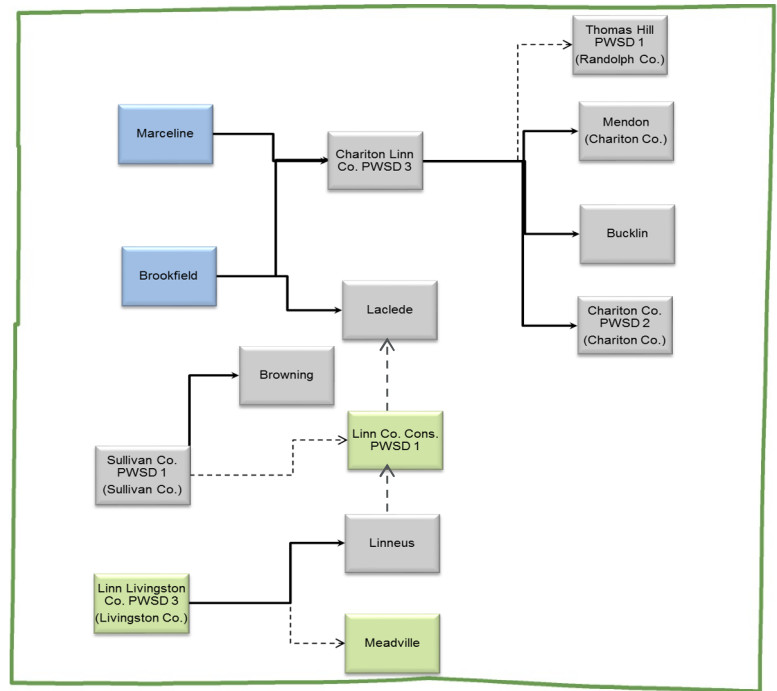 Thomas Hill
PWSD 1
(Randolph Co.)
Marceline
Mendon
(Chariton Co.)
Chariton Linn
Co. PWSD 3
Bucklin
Brookfield
Laclede
Chariton Co.
PWSD 2
(Chariton Co.)
Browning
Linn Co. Cons.
PWSD 1
Sullivan Co.
PWSD 1
(Sullivan Co.)
Linneus
Linn Livingston
Co. PWSD 3
(Livingston Co.)
Meadville